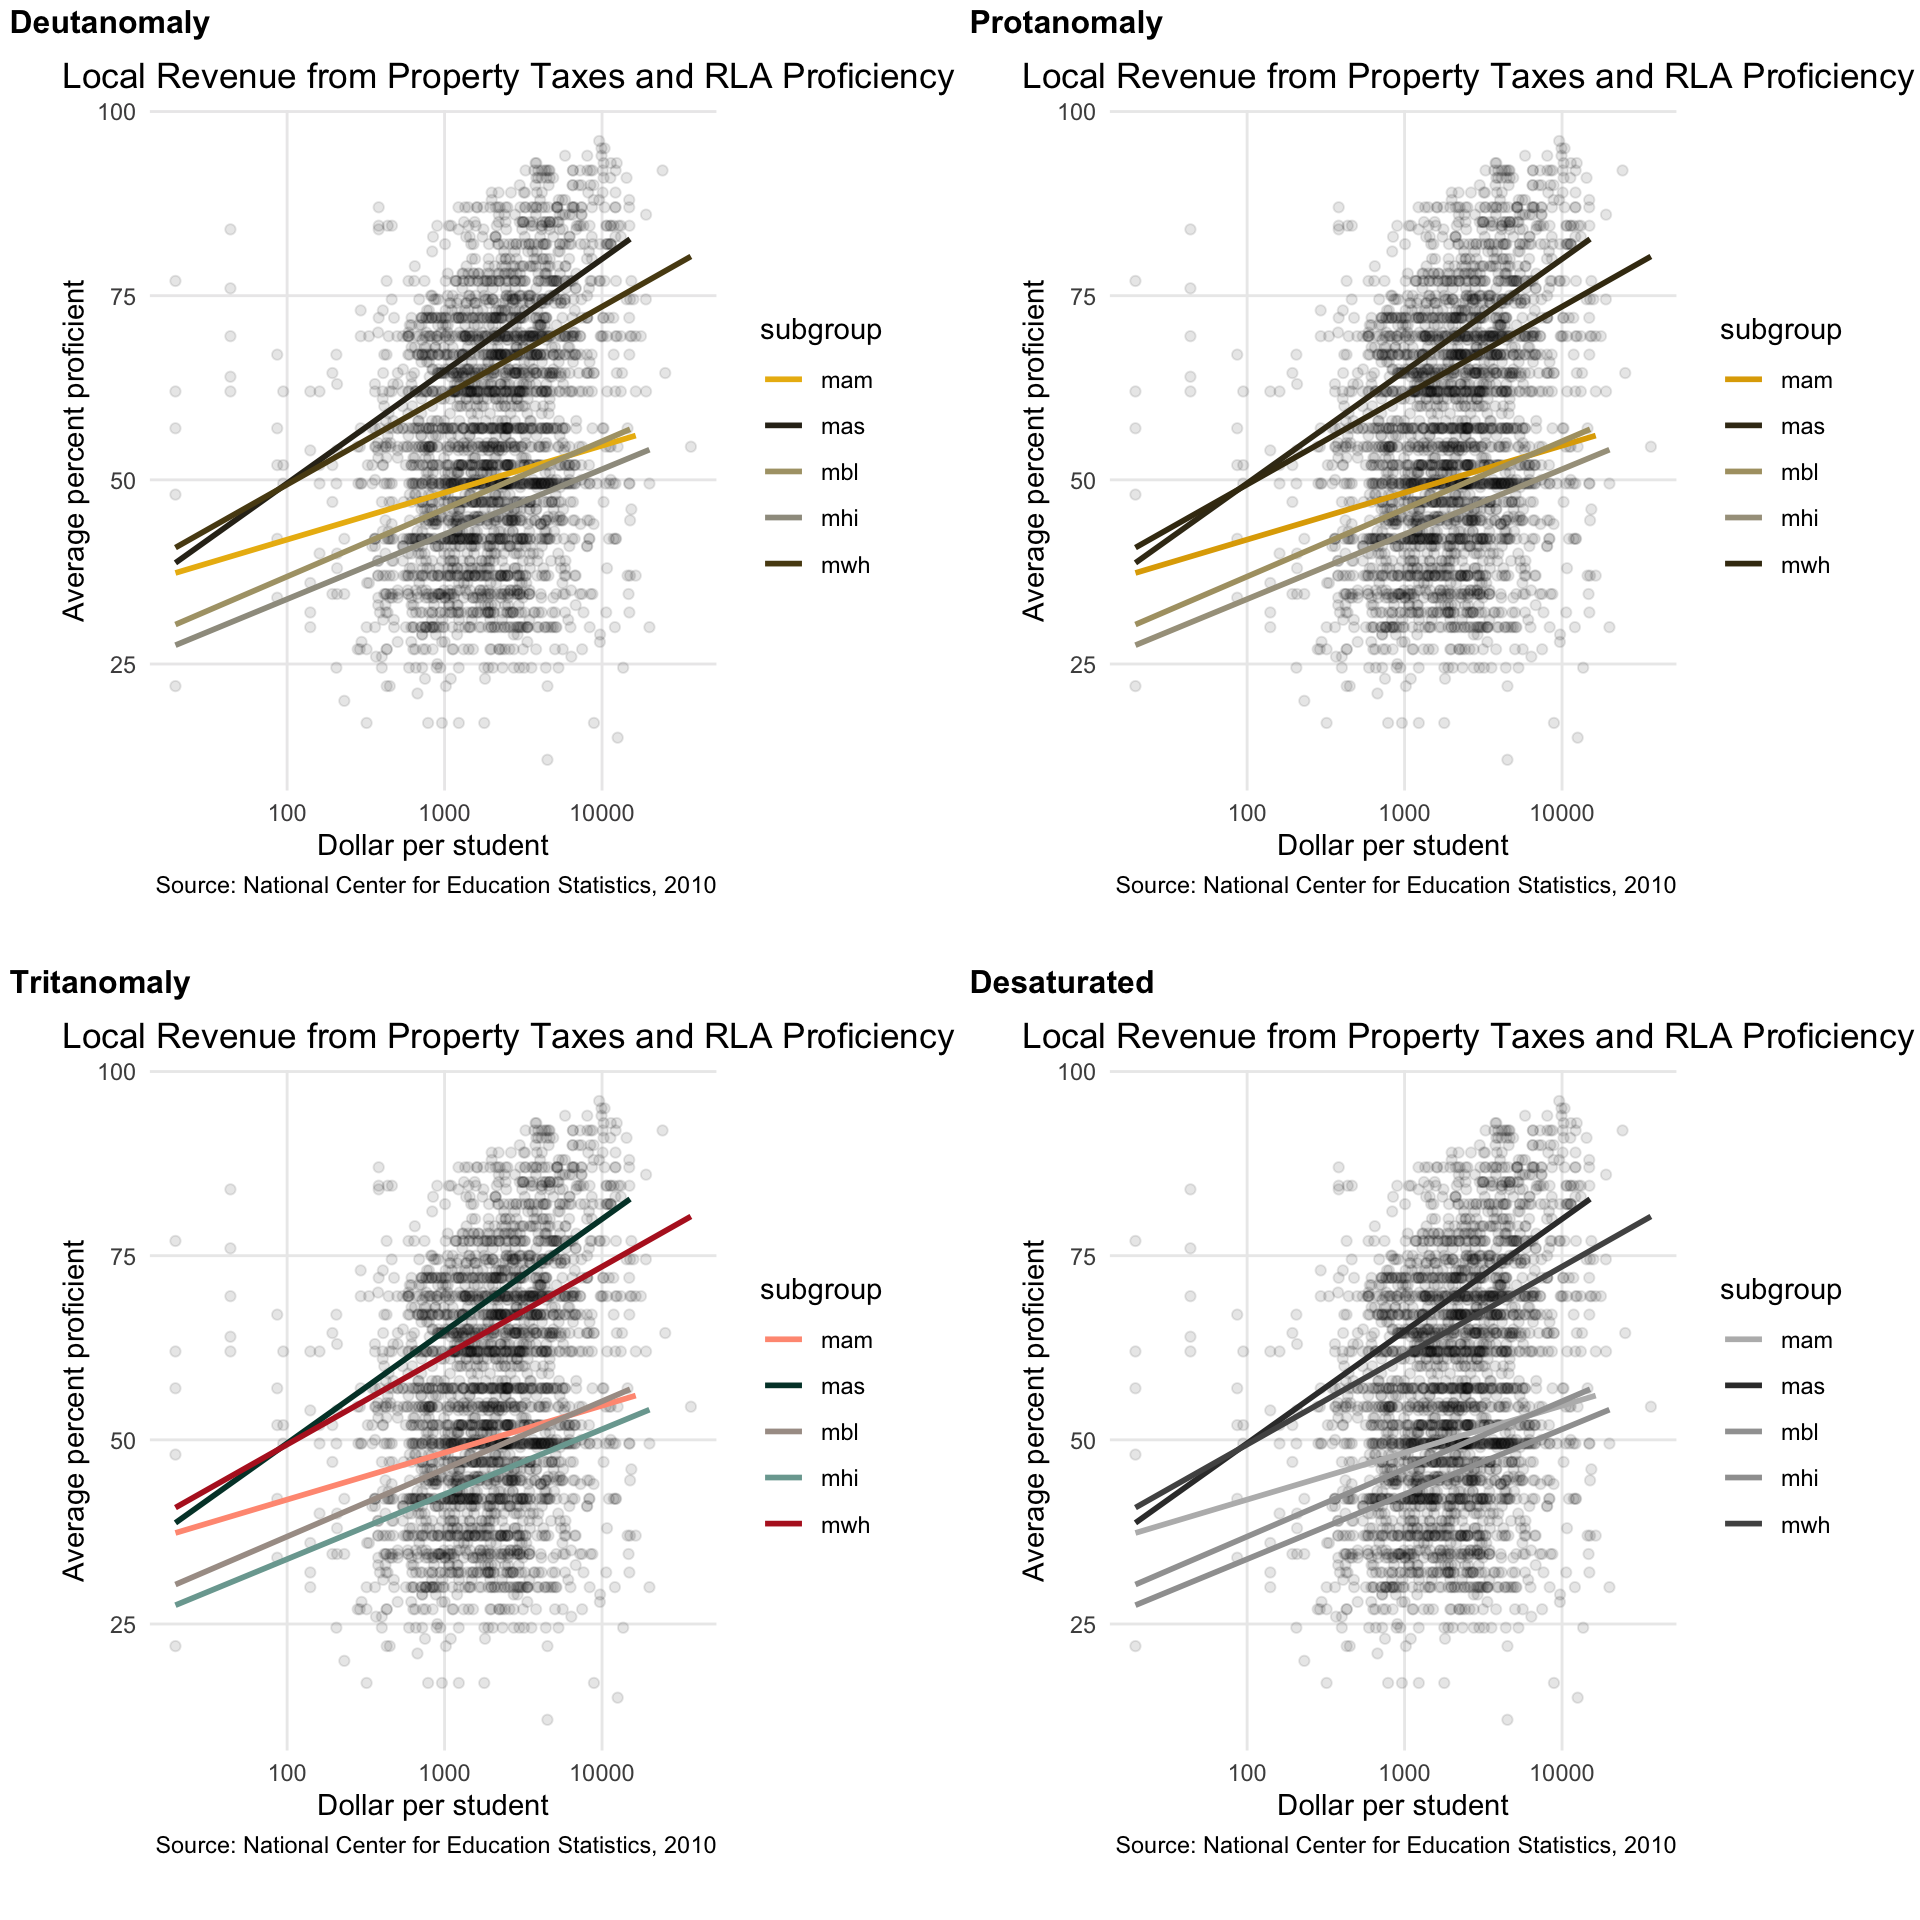 Deutanomaly
Local Revenue from Property Taxes and RLA Proficiency
100
75
50
25
Average percent proficient
100 1000 10000
Dollar per student
Source: National Center for Education Statistics, 2010
subgroup
mam
mas
mbl
mhi
mwh
Protanomaly
Local Revenue from Property Taxes and RLA Proficiency
100
75
50
25
Average percent proficient
100 1000 10000
Dollar per student
Source: National Center for Education Statistics, 2010
subgroup
mam
mas
mbl
mhi
mwh
Tritanomaly
Local Revenue from Property Taxes and RLA Proficiency
100
75
50
25
Average percent proficient
100 1000 10000
Dollar per student
Source: National Center for Education Statistics, 2010
subgroup
mam
mas
mbl
mhi
mwh
Desaturated
Local Revenue from Property Taxes and RLA Proficiency
100
75
50
25
Average percent proficient
100 1000 10000
Dollar per student
Source: National Center for Education Statistics, 2010
subgroup
mam
mas
mbl
mhi
mwh